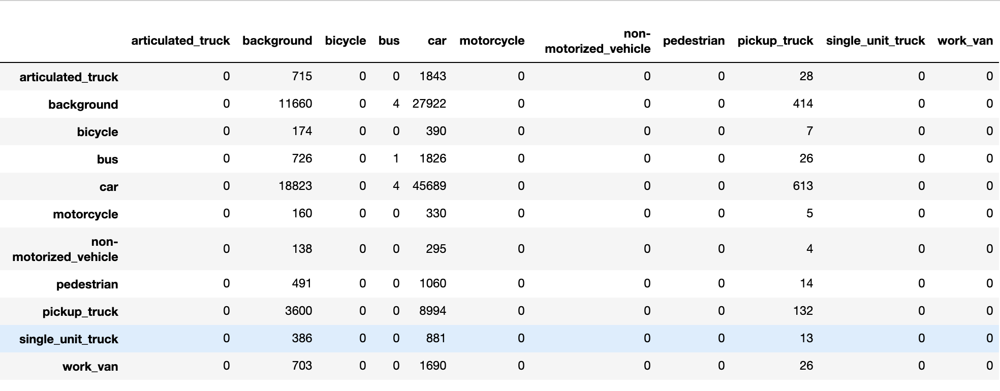 articulated_truck background bicycle bus car motorcycle non-motorized_vehicle pedestrian pickup_truck single_unit_truck work_van
articulated_truck 0 715 0 0 1843 0 0 0 28 0 0
background 0 11660 0 4 27922 0 0 0 414 0 0
bicycle 0 174 0 0 390 0 0 0 7 0 0
bus 0 726 0 1 1826 0 0 0 26 0 0
car 0 18823 0 4 45689 0 0 0 613 0 0
motorcycle 0 160 0 0 330 0 0 0 5 0 0
non-motorized_vehicle 0 138 0 0 295 0 0 0 4 0 0
pedestrian 0 491 0 0 1060 0 0 0 14 0 0
pickup_truck 0 3600 0 0 8994 0 0 0 132 0 0
single_unit_truck 0 386 0 0 881 0 0 0 13 0 0
work_van 0 703 0 0 1690 0 0 0 26 0 0